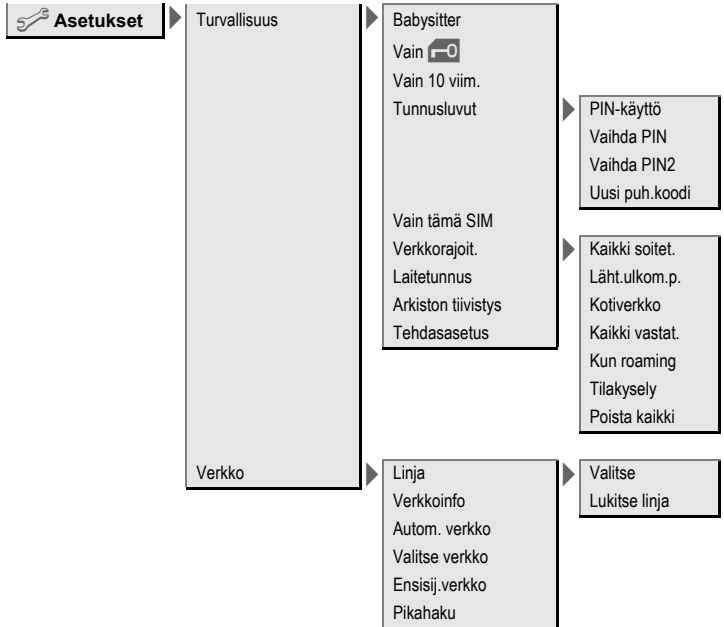 Asetukset
Turvallisuus
Babysitter
Vain
Vain 10 viim.
Tunnusluvut
PIN-käyttö
Vaihda PIN
Vaihda PIN2
Uusi puh.koodi
Vain tämä SIM
Verkkorajoit.
Kaikki soitet.
Läht.ulkom.p.
Kotiverkko
Kaikki vastat.
Kun roaming
Tilakysely
Poista kaikki
Laitetunnus
Arkiston tiivistys
Tehdasasetus
Verkko
Linja
Valitse
Lukitse linja
Verkkoinfo
Autom. verkko
Valitse verkko
Ensisij.verkko
Pikahaku